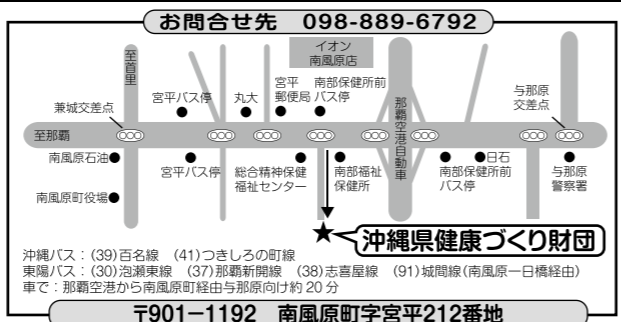 お問合せ先 098-889-6792
イオン
南風原店
至首里
兼城交差点
宮平バス停
丸大
宮平
郵便局
南部保健所前
バス停
那覇空港自動車
与那原
交差点
至那覇
南風原石油
宮平バス停
総合精神保健
福祉センター
南部福祉
保健所
南部保健所前
バス停
日石
与那原
警察署
南風原町役場
★沖縄県健康づくり財団
沖縄バス：(39)百名線 (41)つきしろの町線
東陽バス：(30)泡瀬東線 (37)那覇新開線 (38)志喜屋線 (91)城間線(南風原一日橋経由)
車で：那覇空港から南風原町経由与那原向け約20分
〒901-1192 南風原町字宮平212番地